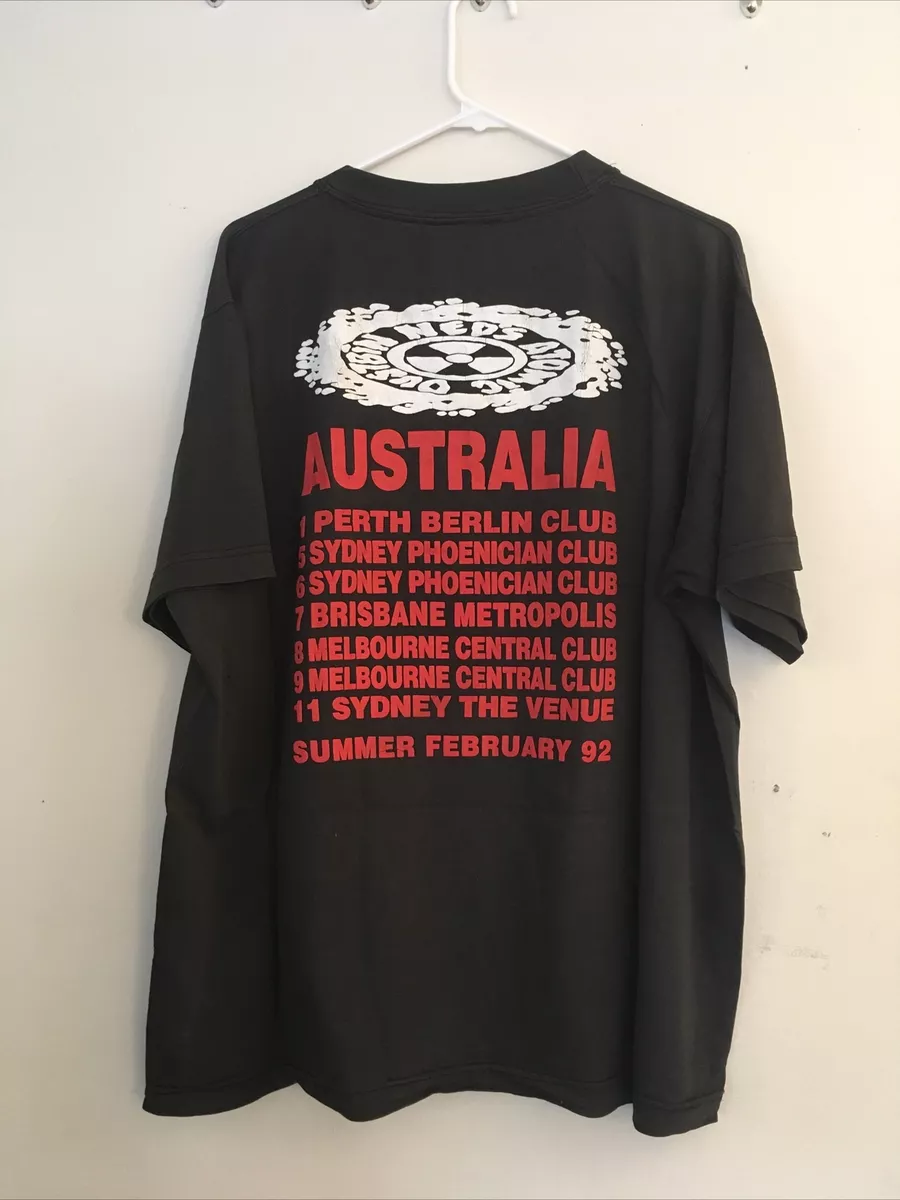 NEDS ATOMIC DUSTBIN
AUSTRALIA
1 PERTH BERLIN CLUB
5 SYDNEY PHOENICIAN CLUB
6 SYDNEY PHOENICIAN CLUB
7 BRISBANE METROPOLIS
8 MELBOURNE CENTRAL CLUB
9 MELBOURNE CENTRAL CLUB
11 SYDNEY THE VENUE
SUMMER FEBRUARY 92